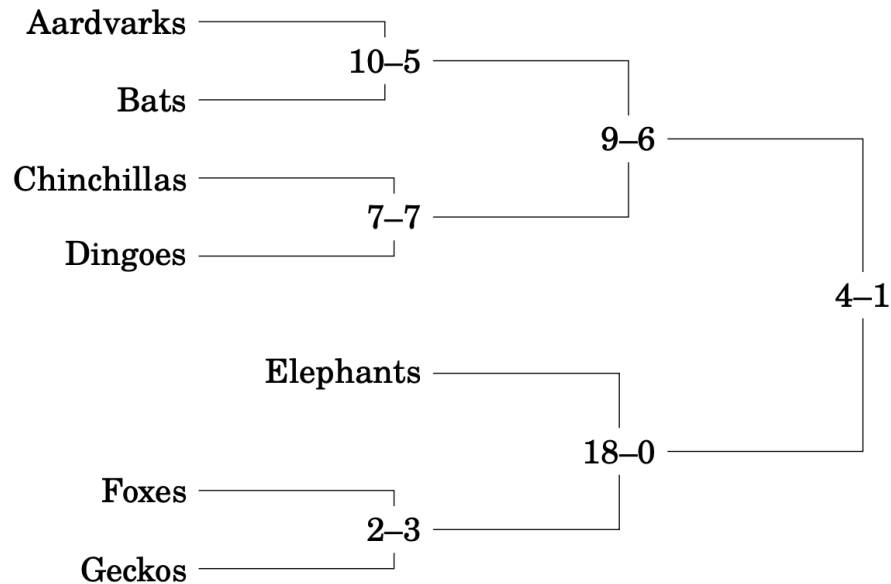 Aardvarks
10–5
Bats
9–6
Chinchillas
7–7
Dingoes
4–1
Elephants
18–0
Foxes
2–3
Geckos